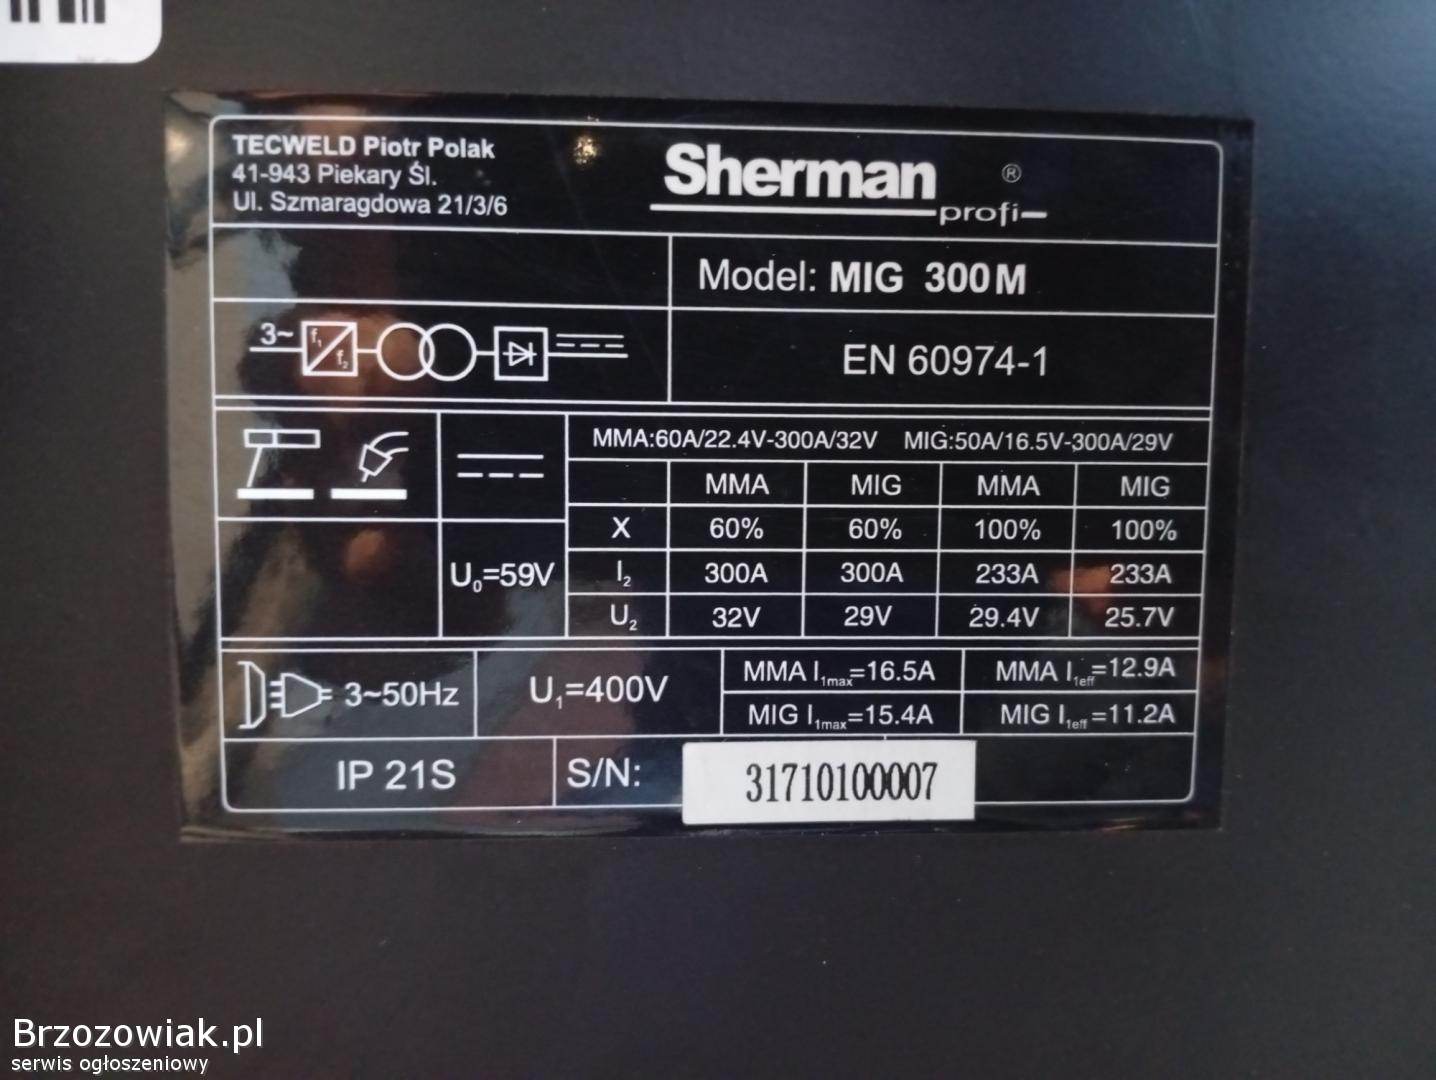 TECWELD Piotr Polak
41-943 Piekary Śl.
Ul. Szmaragdowa 21/3/6
Sherman ®
profi
Model: MIG 300M
3~ f1 f2
EN 60974-1
MMA:60A/22.4V-300A/32V MIG:50A/16.5V-300A/29V
MMA MIG MMA MIG
X 60% 60% 100% 100%
U0=59V
I2 300A 300A 233A 233A
U2 32V 29V 29.4V 25.7V
3~50Hz
U1=400V
MMA I1max=16.5A MMA I1eff=12.9A
MIG I1max=15.4A MIG I1eff=11.2A
IP 21S
S/N: 31710100007
Brzozowiak.pl
serwis ogłoszeniowy